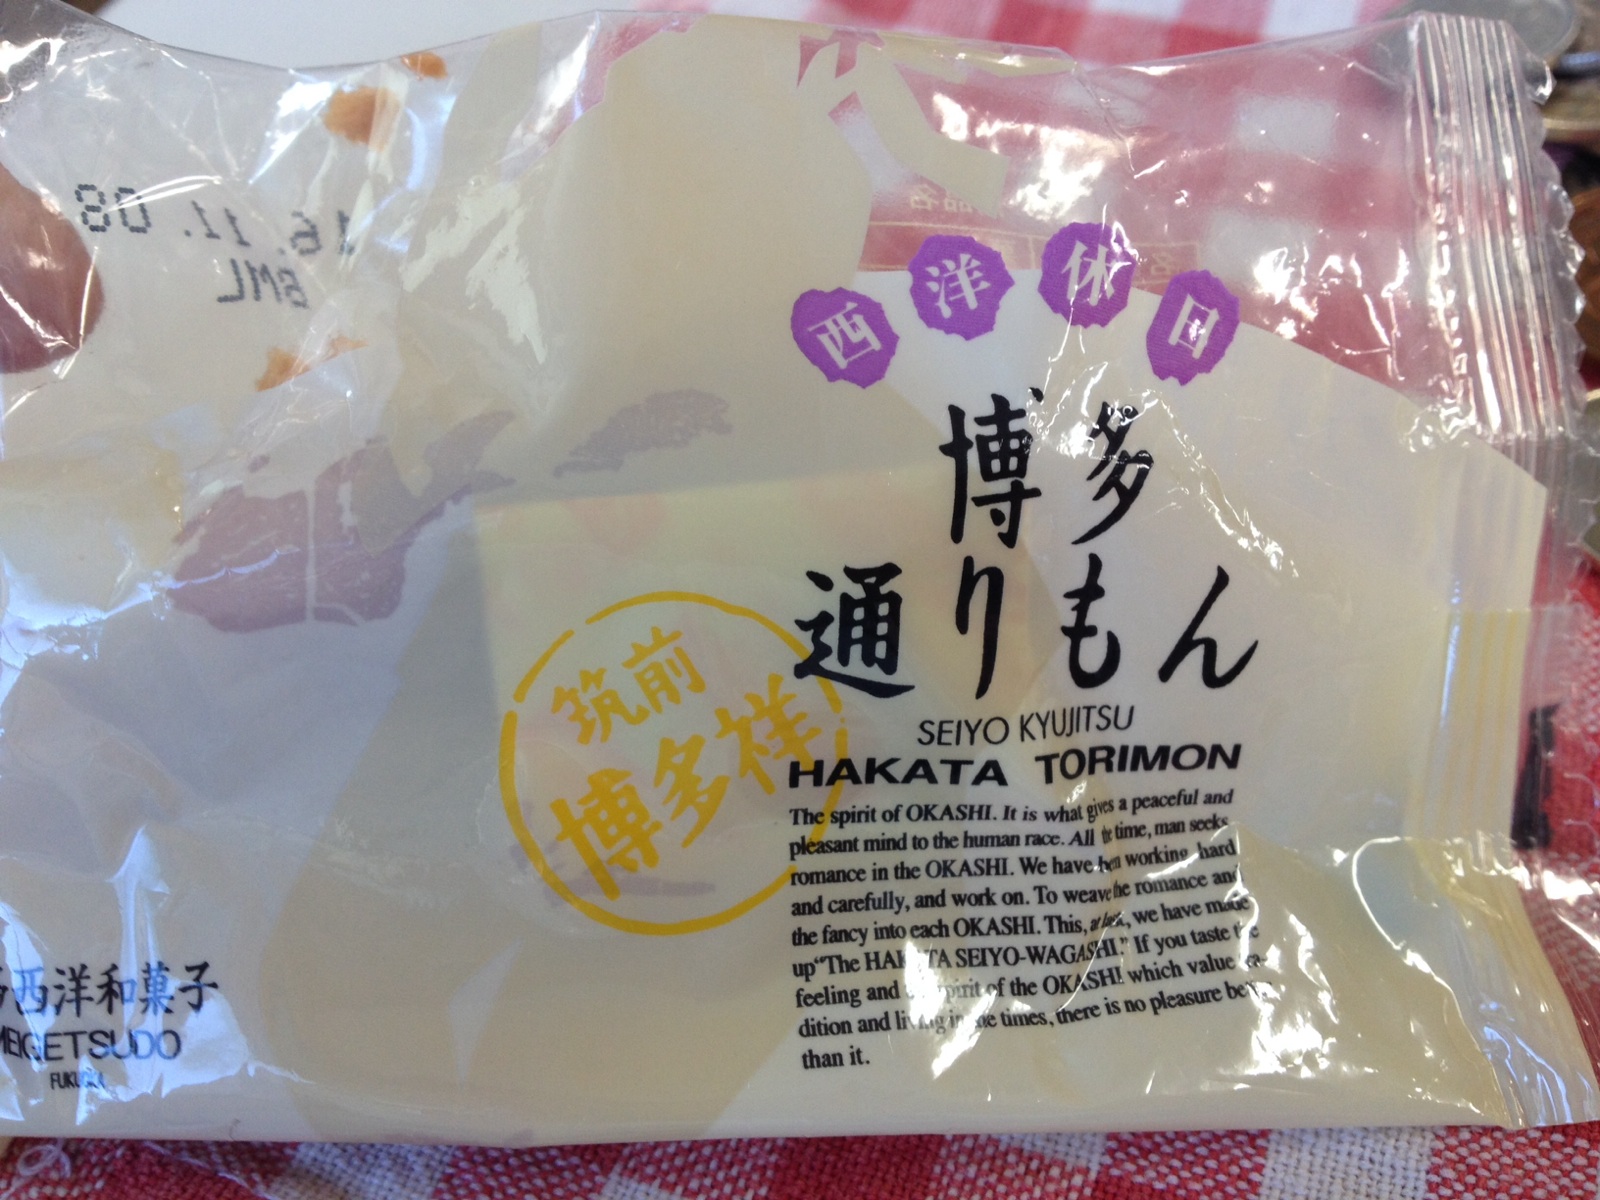 16. 11. 08
西洋休日
博多
通りもん
筑前
博多祥
SEIYO KYUJITSU
HAKATA TORIMON
The spirit of OKASHI. It is what gives a peaceful and
pleasant mind to the human race. All the time, man seeks
romance in the OKASHI. We have been working hard
and carefully, and work on. To weave the romance and
the fancy into each OKASHI. This, at last, we have made
up "The HAKATA SEIYO-WAGASHI." If you taste the
feeling and spirit of the OKASHI which value tra-
dition and living in the times, there is no pleasure better
than it.
西洋和菓子
MEIGETSUDO
FUKUOKA